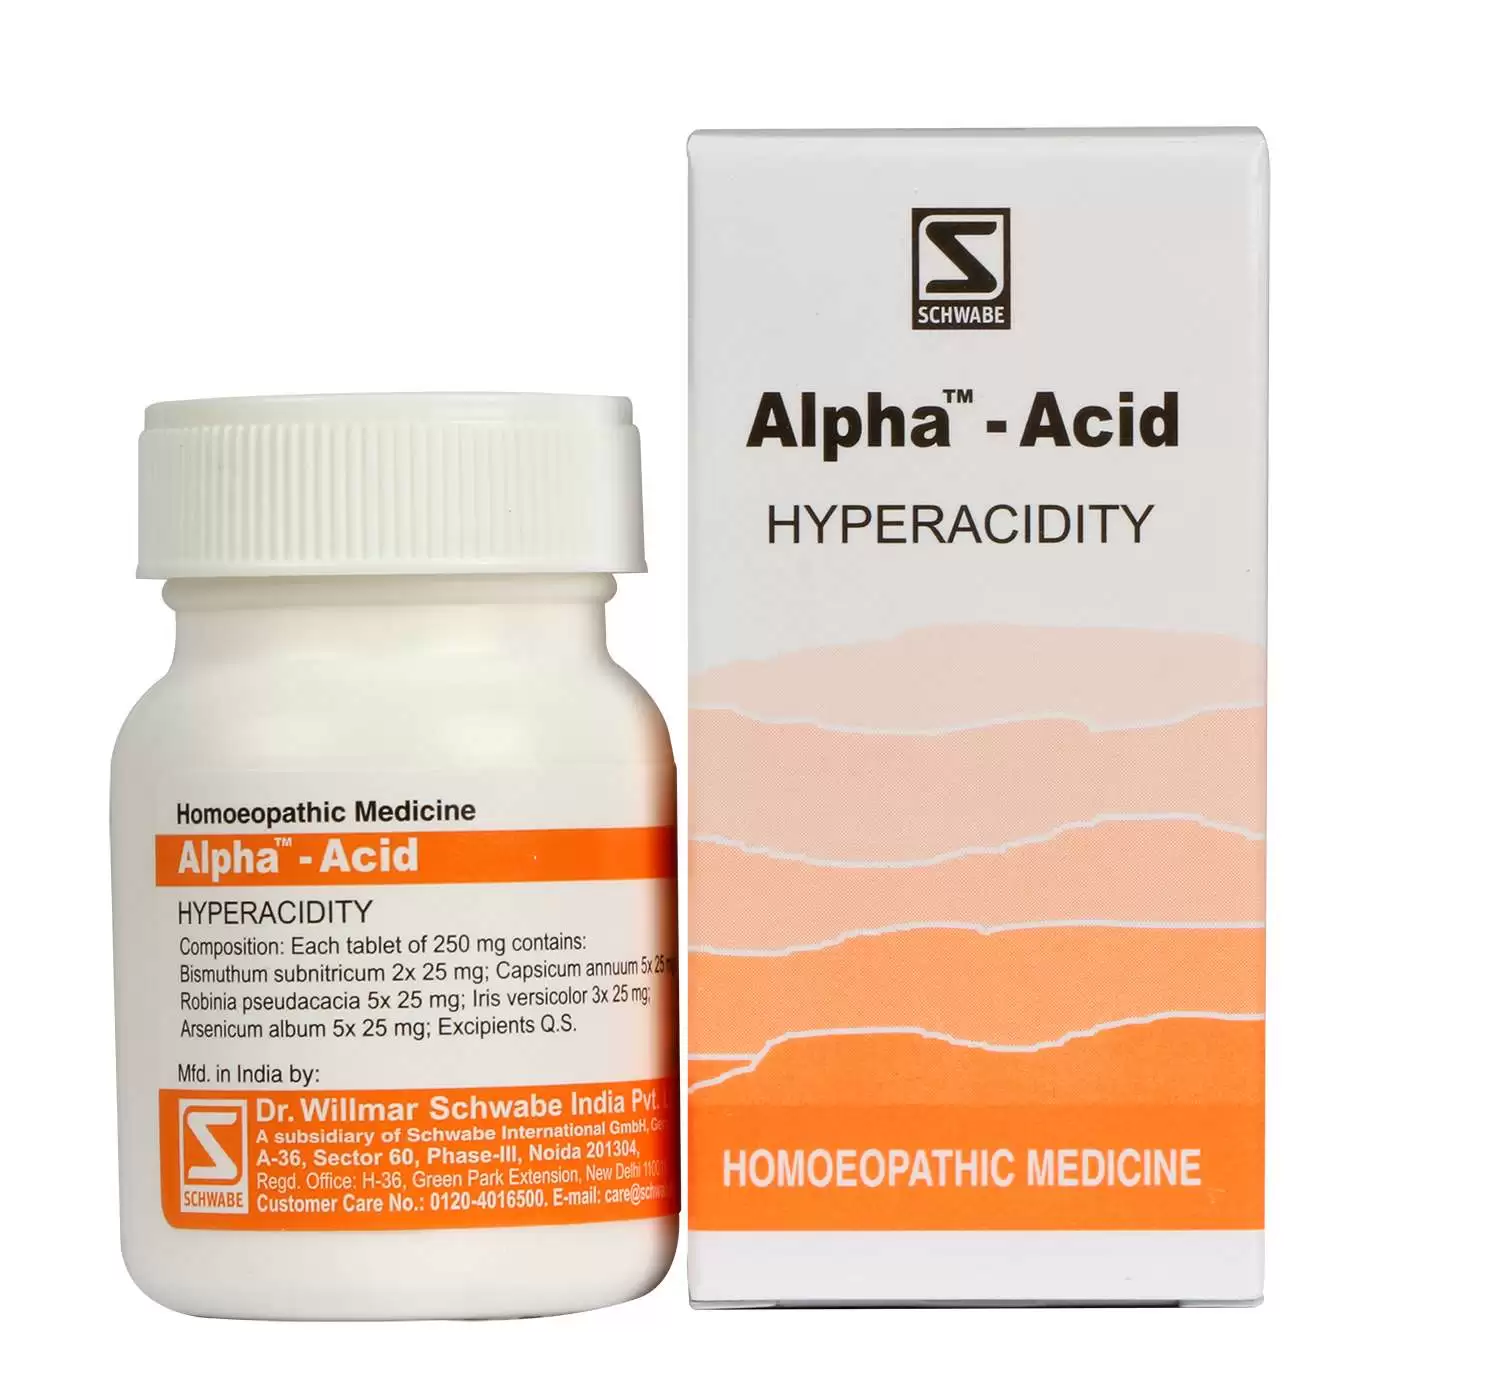 Homoeopathic Medicine
Alpha™ - Acid
HYPERACIDITY
Composition: Each tablet of 250 mg contains:
Bismuthum subnitricum 2x 25 mg; Capsicum annuum 5x 25
Robinia pseudacacia 5x 25 mg; Iris versicolor 3x 25 mg;
Arsenicum album 5x 25 mg; Excipients Q.S.
Mfd. in India by:
SCHWABE
Dr. Willmar Schwabe India Pvt.
A subsidiary of Schwabe International GmbH,
A-36, Sector 60, Phase-III, Noida 201304,
Regd. Office: H-36, Green Park Extension, New Delhi
Customer Care No.: 0120-4016500. E-mail:
SCHWABE
Alpha™ - Acid
HYPERACIDITY
HOMOEOPATHIC MEDICINE